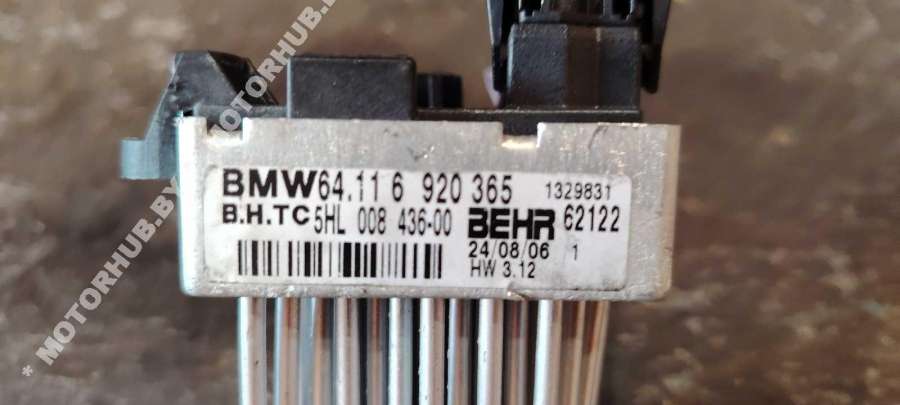 BMW 64.11 6 920 365 1329831
B.H.TC 5HL 008 436-00 BEHR 62122
24/08/06 1
HW 3.12
* MOTORHUB.BY * MOTORHUB.BY